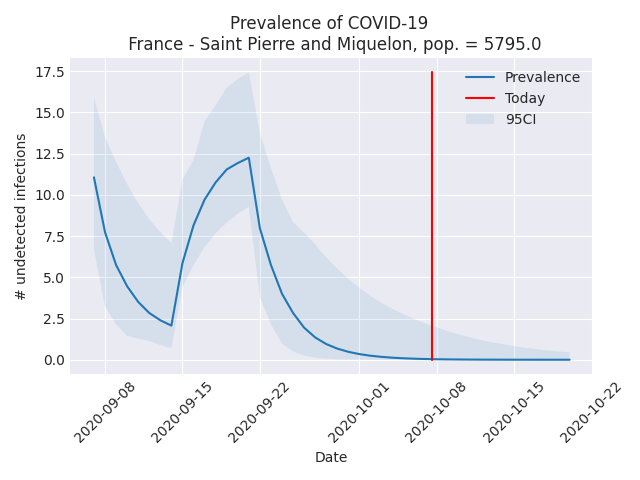 Prevalence of COVID-19
France - Saint Pierre and Miquelon, pop. = 5795.0
# undetected infections
17.5
15.0
12.5
10.0
7.5
5.0
2.5
0.0
Prevalence
Today
95CI
2020-09-08
2020-09-15
2020-09-22
2020-10-01
2020-10-08
2020-10-15
2020-10-22
Date